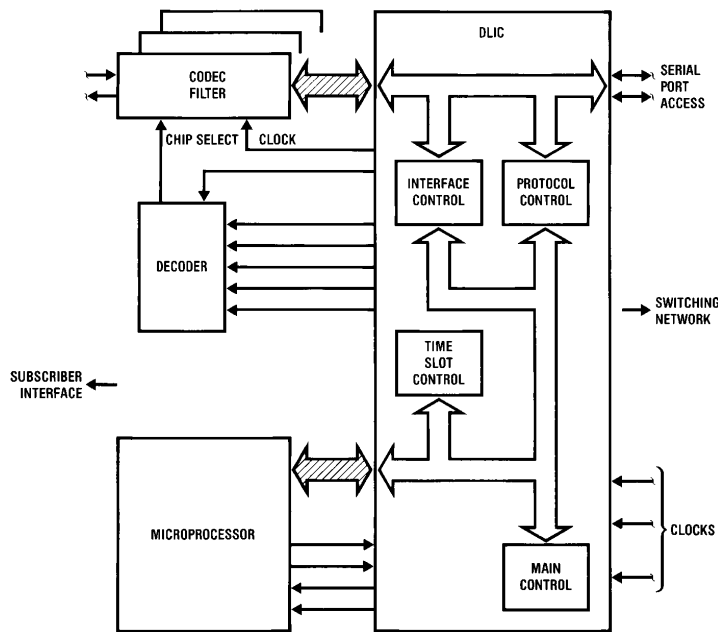 DLIC
CODEC
FILTER
SERIAL
PORT
ACCESS
CHIP SELECT
CLOCK
INTERFACE
CONTROL
PROTOCOL
CONTROL
DECODER
SWITCHING
NETWORK
TIME
SLOT
CONTROL
SUBSCRIBER
INTERFACE
MICROPROCESSOR
CLOCKS
MAIN
CONTROL